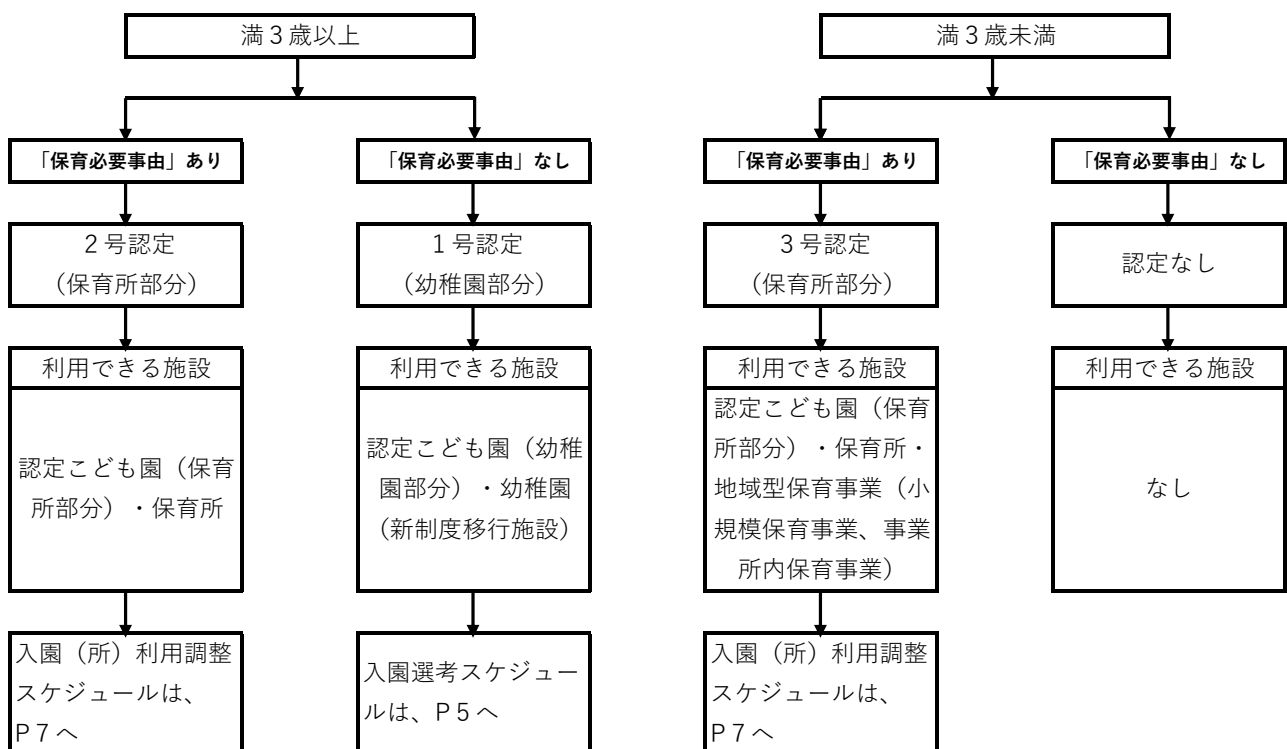 満３歳以上
「保育必要事由」あり
２号認定
（保育所部分）
利用できる施設
認定こども園（保育
所部分）・保育所
入園（所）利用調整
スケジュールは、
P７へ
「保育必要事由」なし
１号認定
（幼稚園部分）
利用できる施設
認定こども園（幼稚
園部分）・幼稚園
（新制度移行施設）
入園選考スケジュー
ルは、P５へ
満３歳未満
「保育必要事由」あり
３号認定
（保育所部分）
利用できる施設
認定こども園（保育
所部分）・保育所・
地域型保育事業（小
規模保育事業、事業
所内保育事業）
入園（所）利用調整
スケジュールは、
P７へ
「保育必要事由」なし
認定なし
利用できる施設
なし